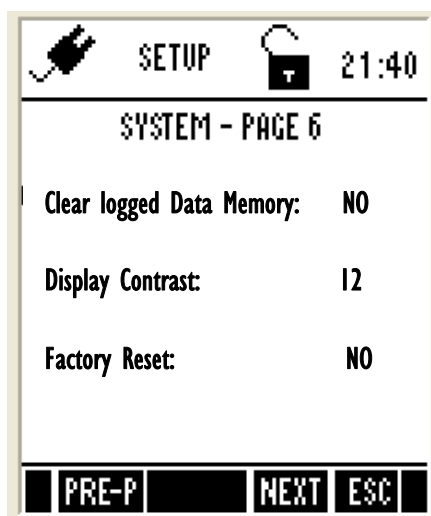 SETUP 21:40
SYSTEM - PAGE 6
Clear logged Data Memory: NO
Display Contrast: 12
Factory Reset: NO
PRE-P NEXT ESC